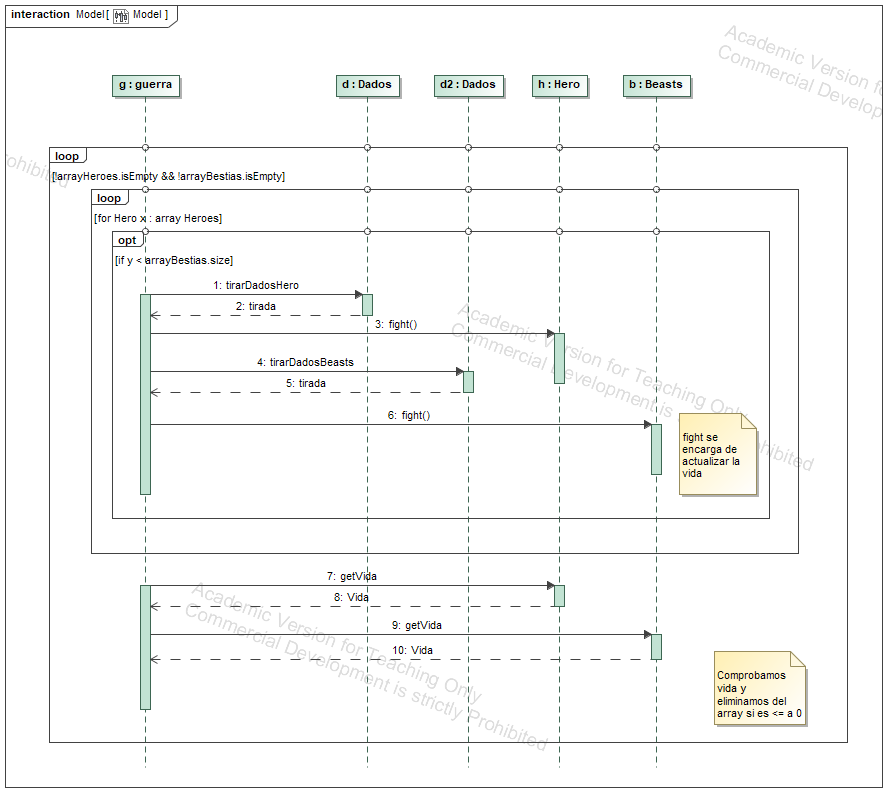 interaction Model[ Model ]
Academic Version for
Commercial Develop
g : guerra
d : Dados
d2 : Dados
h : Hero
b : Beasts
loop
[!arrayHeroes.isEmpty && !arrayBestias.isEmpty]
rohibited
loop
[for Hero x : array Heroes]
opt
[if y < arrayBestias.size]
1: tirarDadosHero
2: tirada
3: fight()
Academic Version for Teaching Only
Commercial Development is Prohibited
4: tirarDadosBeasts
5: tirada
6: fight()
fight se
encarga de
actualizar la
vida
7: getVida
8: Vida
Academic Version for Teaching Only
Commercial Development is strictly Prohibited
9: getVida
10: Vida
Comprobamos
vida y
eliminamos del
array si es <= a 0